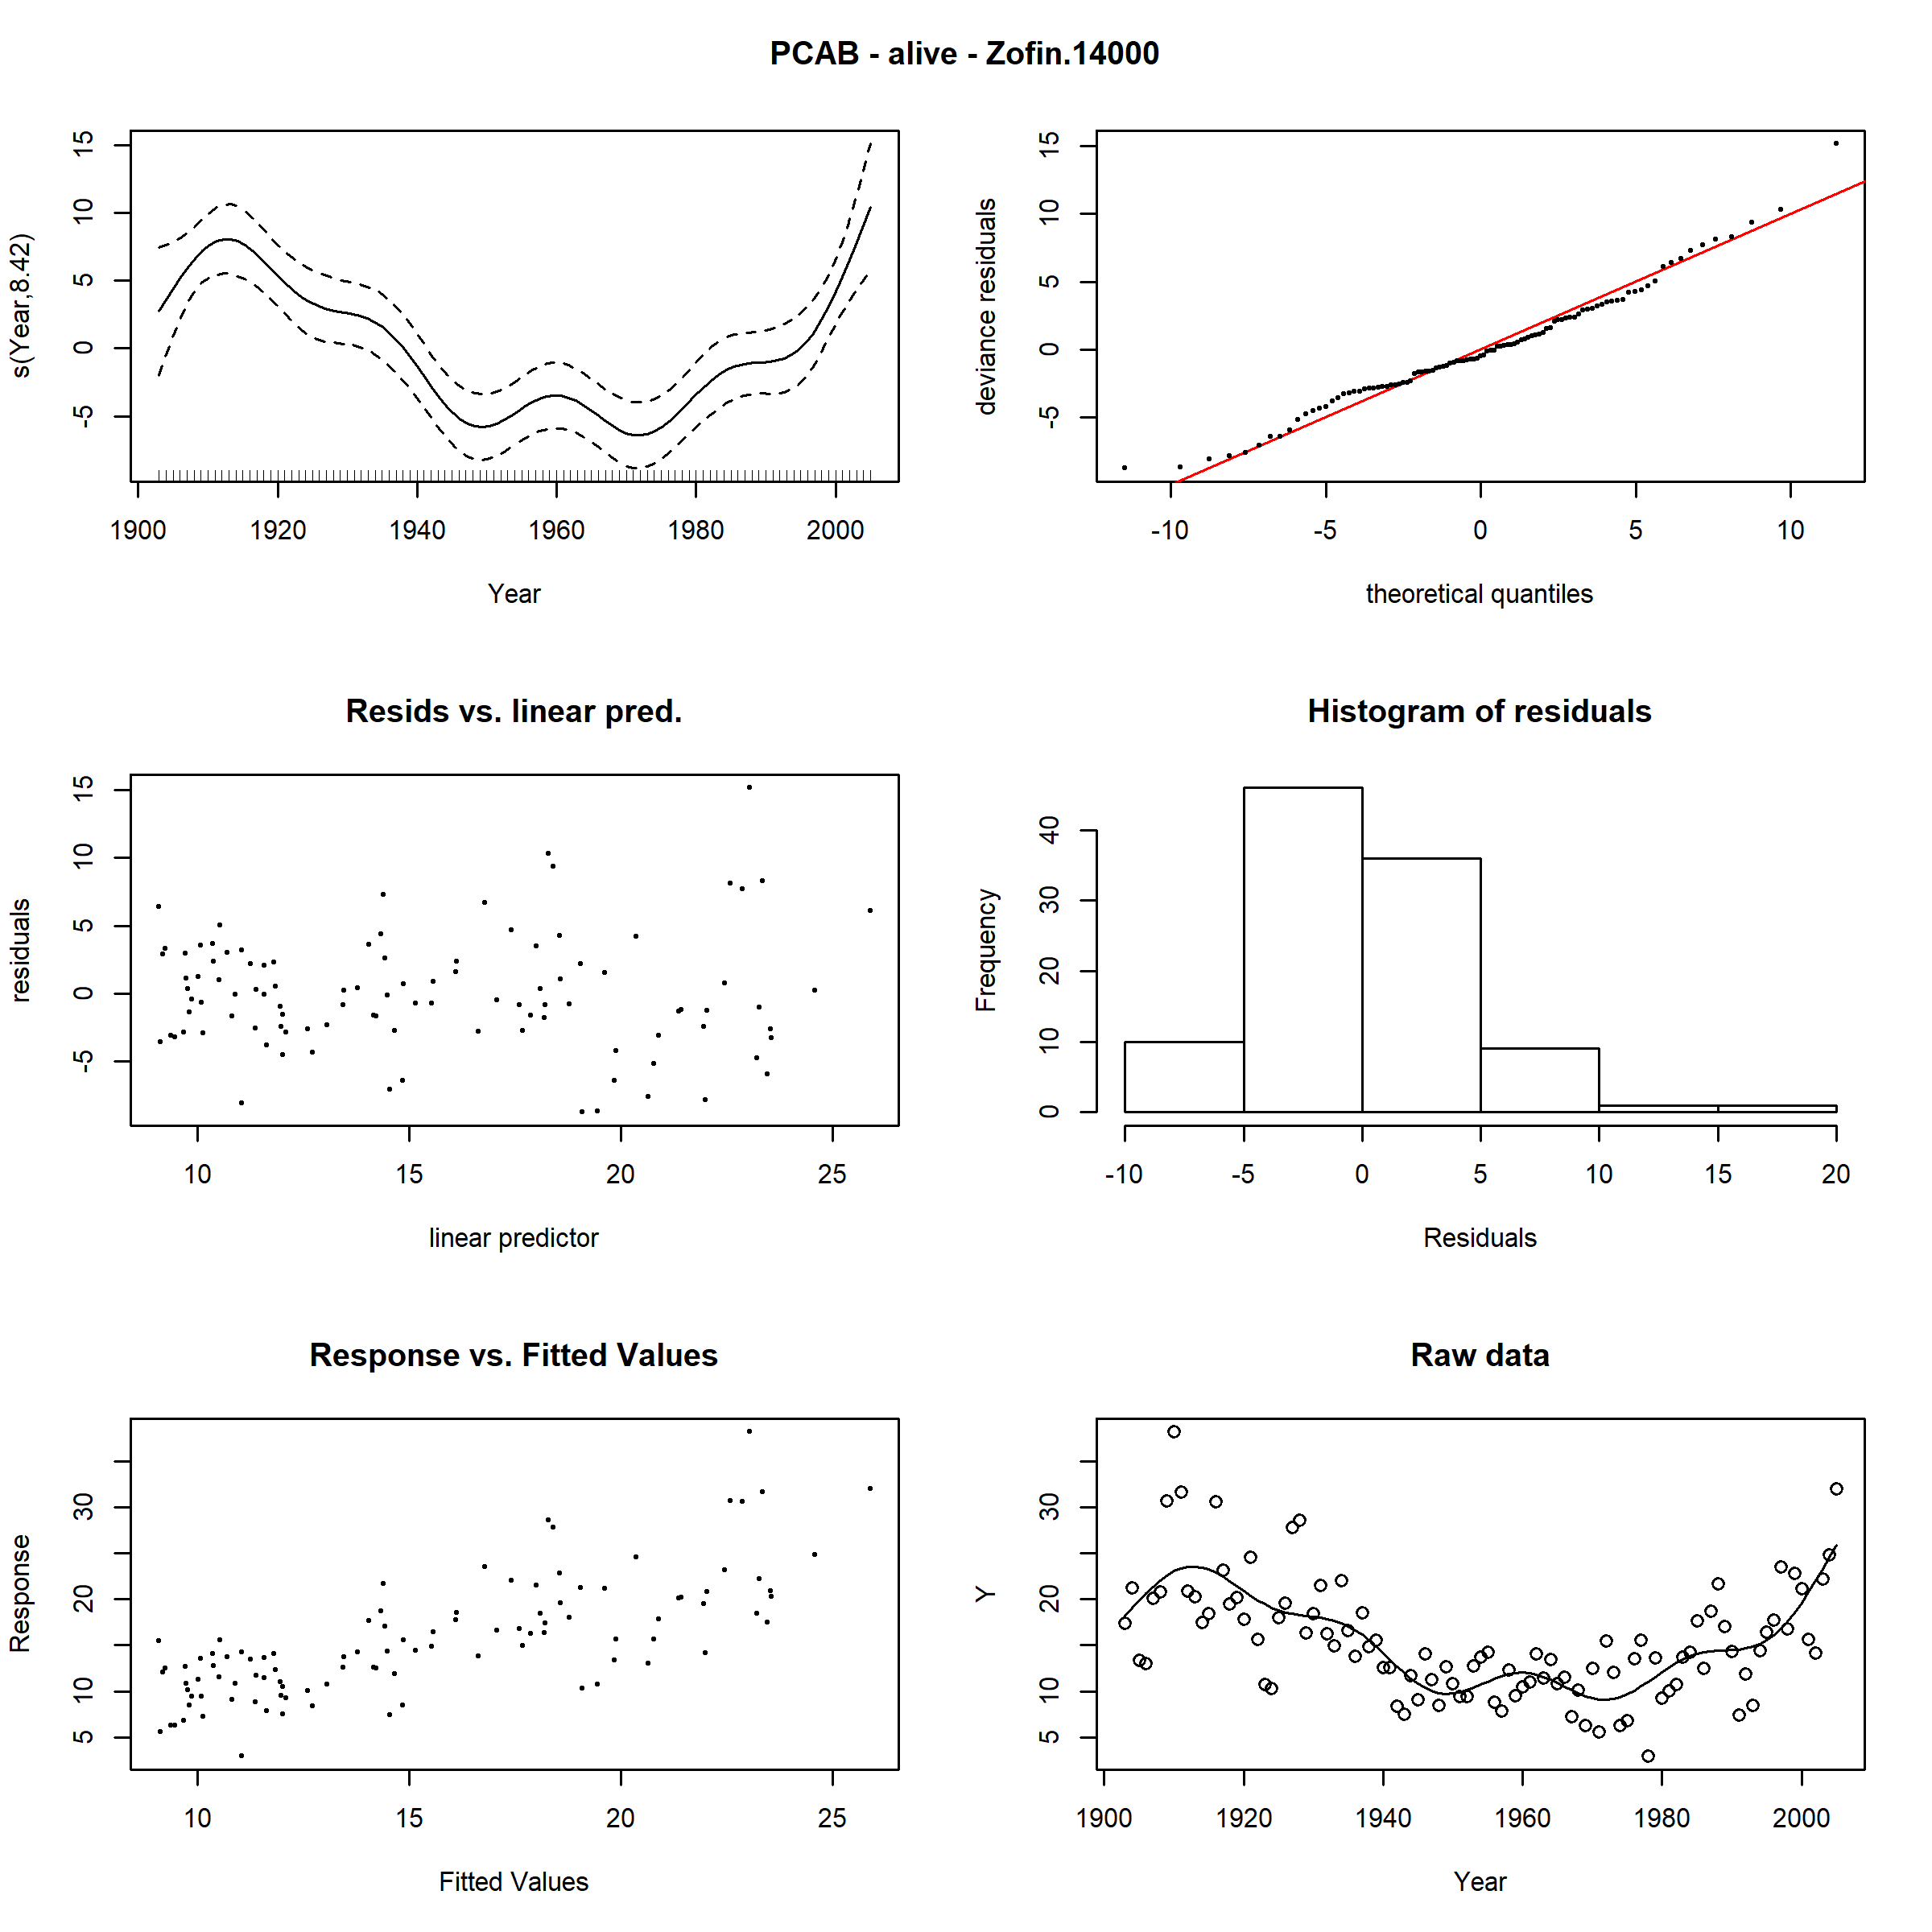 PCAB - alive - Zofin.14000
s(Year,8.42)
-5 0 5 10 15
1900 1920 1940 1960 1980 2000
Year
deviance residuals
-5 0 5 10 15
-10 -5 0 5 10
theoretical quantiles
Resids vs. linear pred.
residuals
-5 0 5 10 15
10 15 20 25
linear predictor
Histogram of residuals
Frequency
0 10 20 30 40
-10 -5 0 5 10 15 20
Residuals
Response vs. Fitted Values
Response
5 10 20 30
10 15 20 25
Fitted Values
Raw data
Y
5 10 20 30
1900 1920 1940 1960 1980 2000
Year